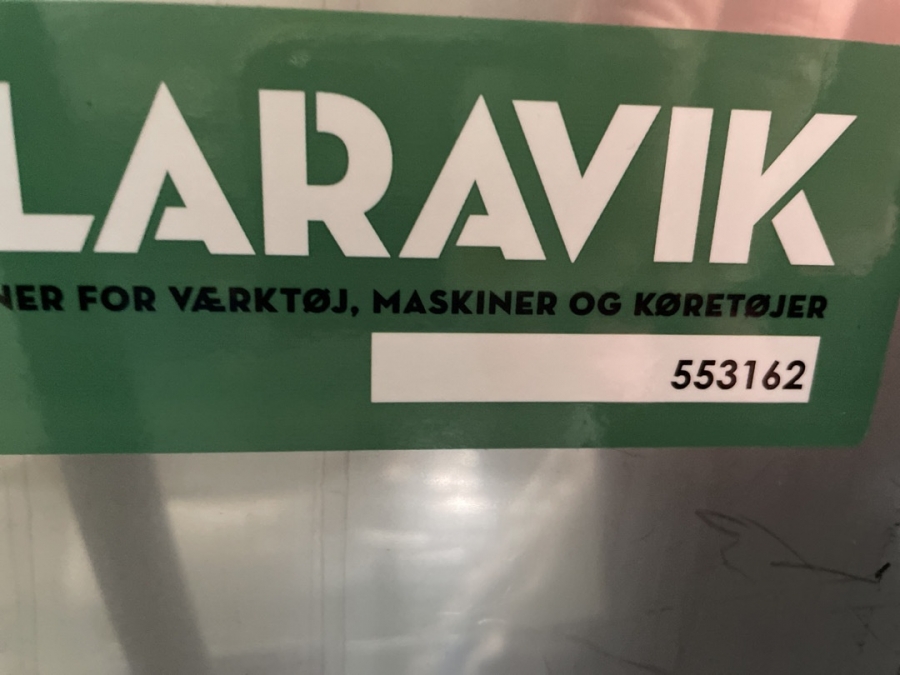 LARAVIK
NER FOR VÆRKTØJ, MASKINER OG KØRETØJER
553162